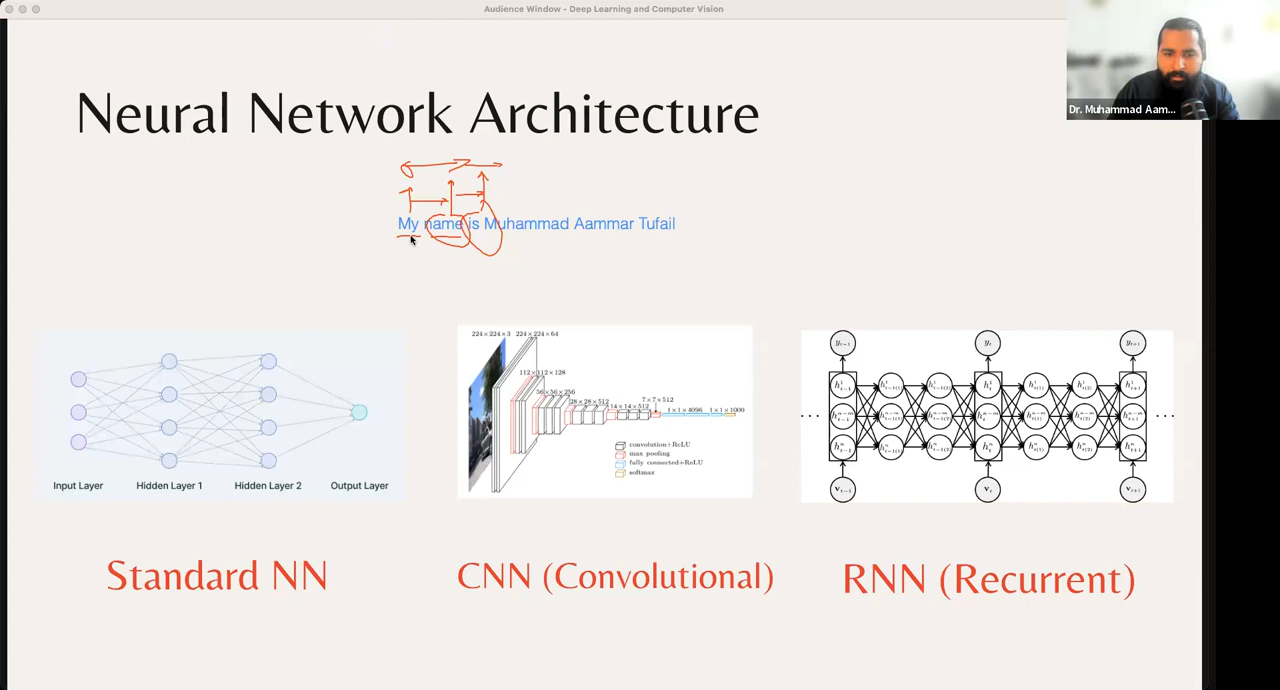 Audience Window - Deep Learning and Computer Vision
Dr. Muhammad Aam...
Neural Network Architecture
My name is Muhammad Aammar Tufail
Input Layer
Hidden Layer 1
Hidden Layer 2
Output Layer
224×224×3
224×224×64
112×112×128
56×56×256
28×28×512
14×14×512
7×7×512
1×1×4096
1×1×1000
convolution+ReLU
max pooling
fully connected+ReLU
softmax
Standard NN
CNN (Convolutional)
RNN (Recurrent)